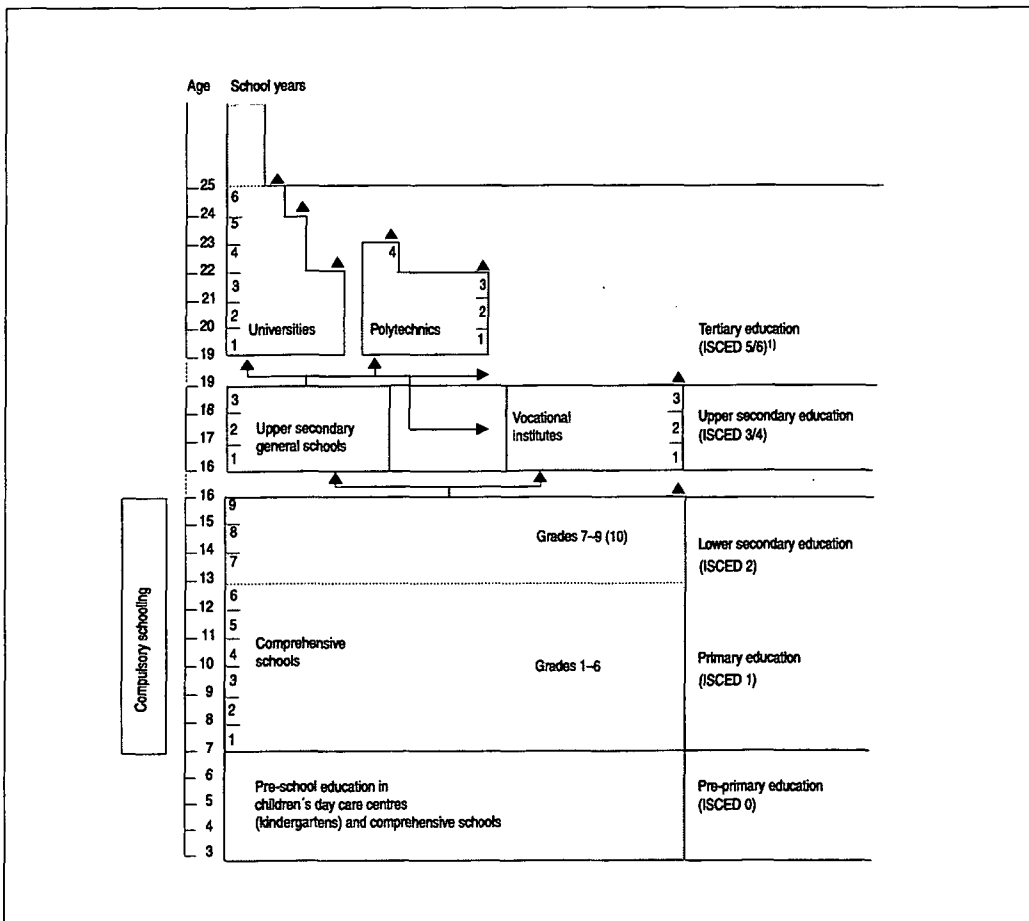 Age School years
25
6
24
5
23
4
4
22
3
3
21
2
2
20
Universities
Polytechnics
Tertiary education
1
1
(ISCED 5/6)1)
19
19
3
3
18
Upper secondary
general schools
Vocational
institutes
Upper secondary education
(ISCED 3/4)
2
2
17
1
1
16
16
9
15
8
Grades 7–9 (10)
Lower secondary education
(ISCED 2)
14
7
13
6
12
5
11
Comprehensive
schools
4
Primary education
(ISCED 1)
10
Grades 1–6
3
9
2
8
1
7
Compulsory schooling
6
Pre-school education in
children´s day care centres
(kindergartens) and comprehensive schools
Pre-primary education
(ISCED 0)
5
4
3